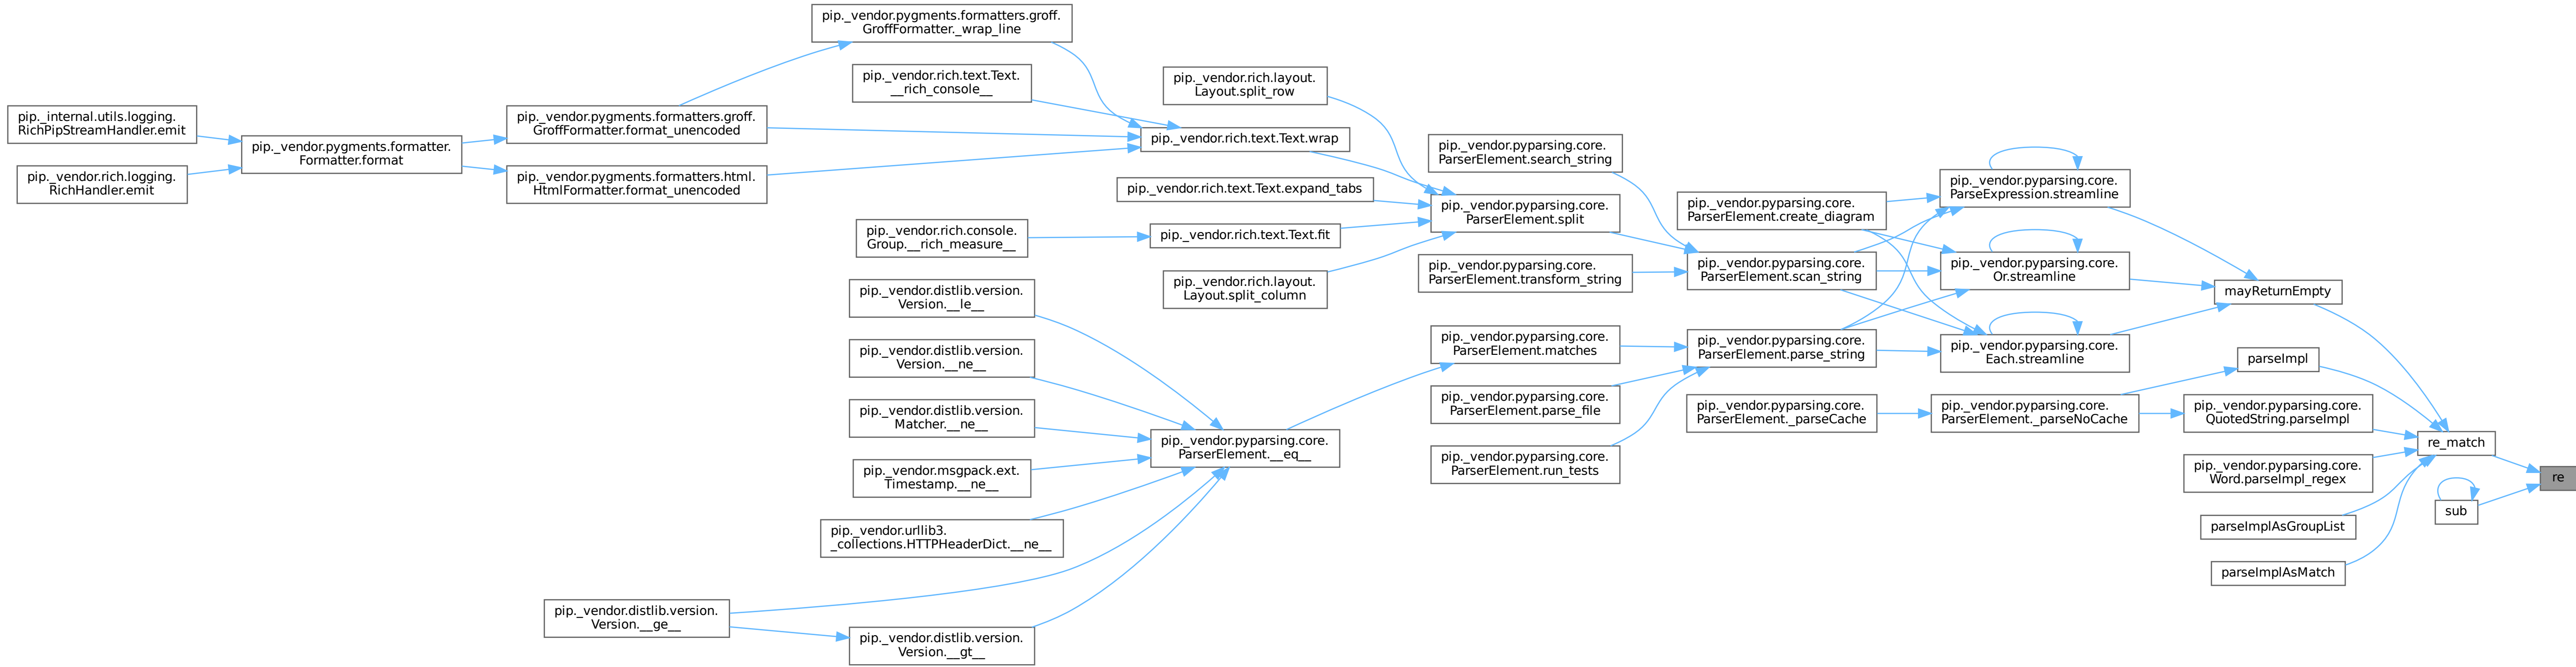 pip._vendor.pygments.formatters.groff.
GroffFormatter._wrap_line
pip._vendor.rich.text.Text.
__rich_console__
pip._internal.utils.logging.
RichPipStreamHandler.emit
pip._vendor.rich.logging.
RichHandler.emit
pip._vendor.pygments.formatter.
Formatter.format
pip._vendor.pygments.formatters.groff.
GroffFormatter.format_unencoded
pip._vendor.pygments.formatters.html.
HtmlFormatter.format_unencoded
pip._vendor.rich.text.Text.wrap
pip._vendor.rich.layout.
Layout.split_row
pip._vendor.rich.text.Text.expand_tabs
pip._vendor.rich.console.
Group.__rich_measure__
pip._vendor.rich.text.Text.fit
pip._vendor.rich.layout.
Layout.split_column
pip._vendor.pyparsing.core.
ParserElement.search_string
pip._vendor.pyparsing.core.
ParserElement.split
pip._vendor.pyparsing.core.
ParserElement.transform_string
pip._vendor.pyparsing.core.
ParserElement.scan_string
pip._vendor.pyparsing.core.
ParserElement.create_diagram
pip._vendor.pyparsing.core.
ParseExpression.streamline
pip._vendor.pyparsing.core.
Or.streamline
pip._vendor.pyparsing.core.
Each.streamline
mayReturnEmpty
pip._vendor.distlib.version.
Version.__le__
pip._vendor.distlib.version.
Version.__ne__
pip._vendor.distlib.version.
Matcher.__ne__
pip._vendor.msgpack.ext.
Timestamp.__ne__
pip._vendor.urllib3.
_collections.HTTPHeaderDict.__ne__
pip._vendor.distlib.version.
Version.__ge__
pip._vendor.distlib.version.
Version.__gt__
pip._vendor.pyparsing.core.
ParserElement.__eq__
pip._vendor.pyparsing.core.
ParserElement.matches
pip._vendor.pyparsing.core.
ParserElement.parse_file
pip._vendor.pyparsing.core.
ParserElement.run_tests
pip._vendor.pyparsing.core.
ParserElement.parse_string
pip._vendor.pyparsing.core.
ParserElement._parseCache
pip._vendor.pyparsing.core.
ParserElement._parseNoCache
parseImpl
pip._vendor.pyparsing.core.
QuotedString.parseImpl
pip._vendor.pyparsing.core.
Word.parseImpl_regex
parseImplAsGroupList
parseImplAsMatch
re_match
sub
re